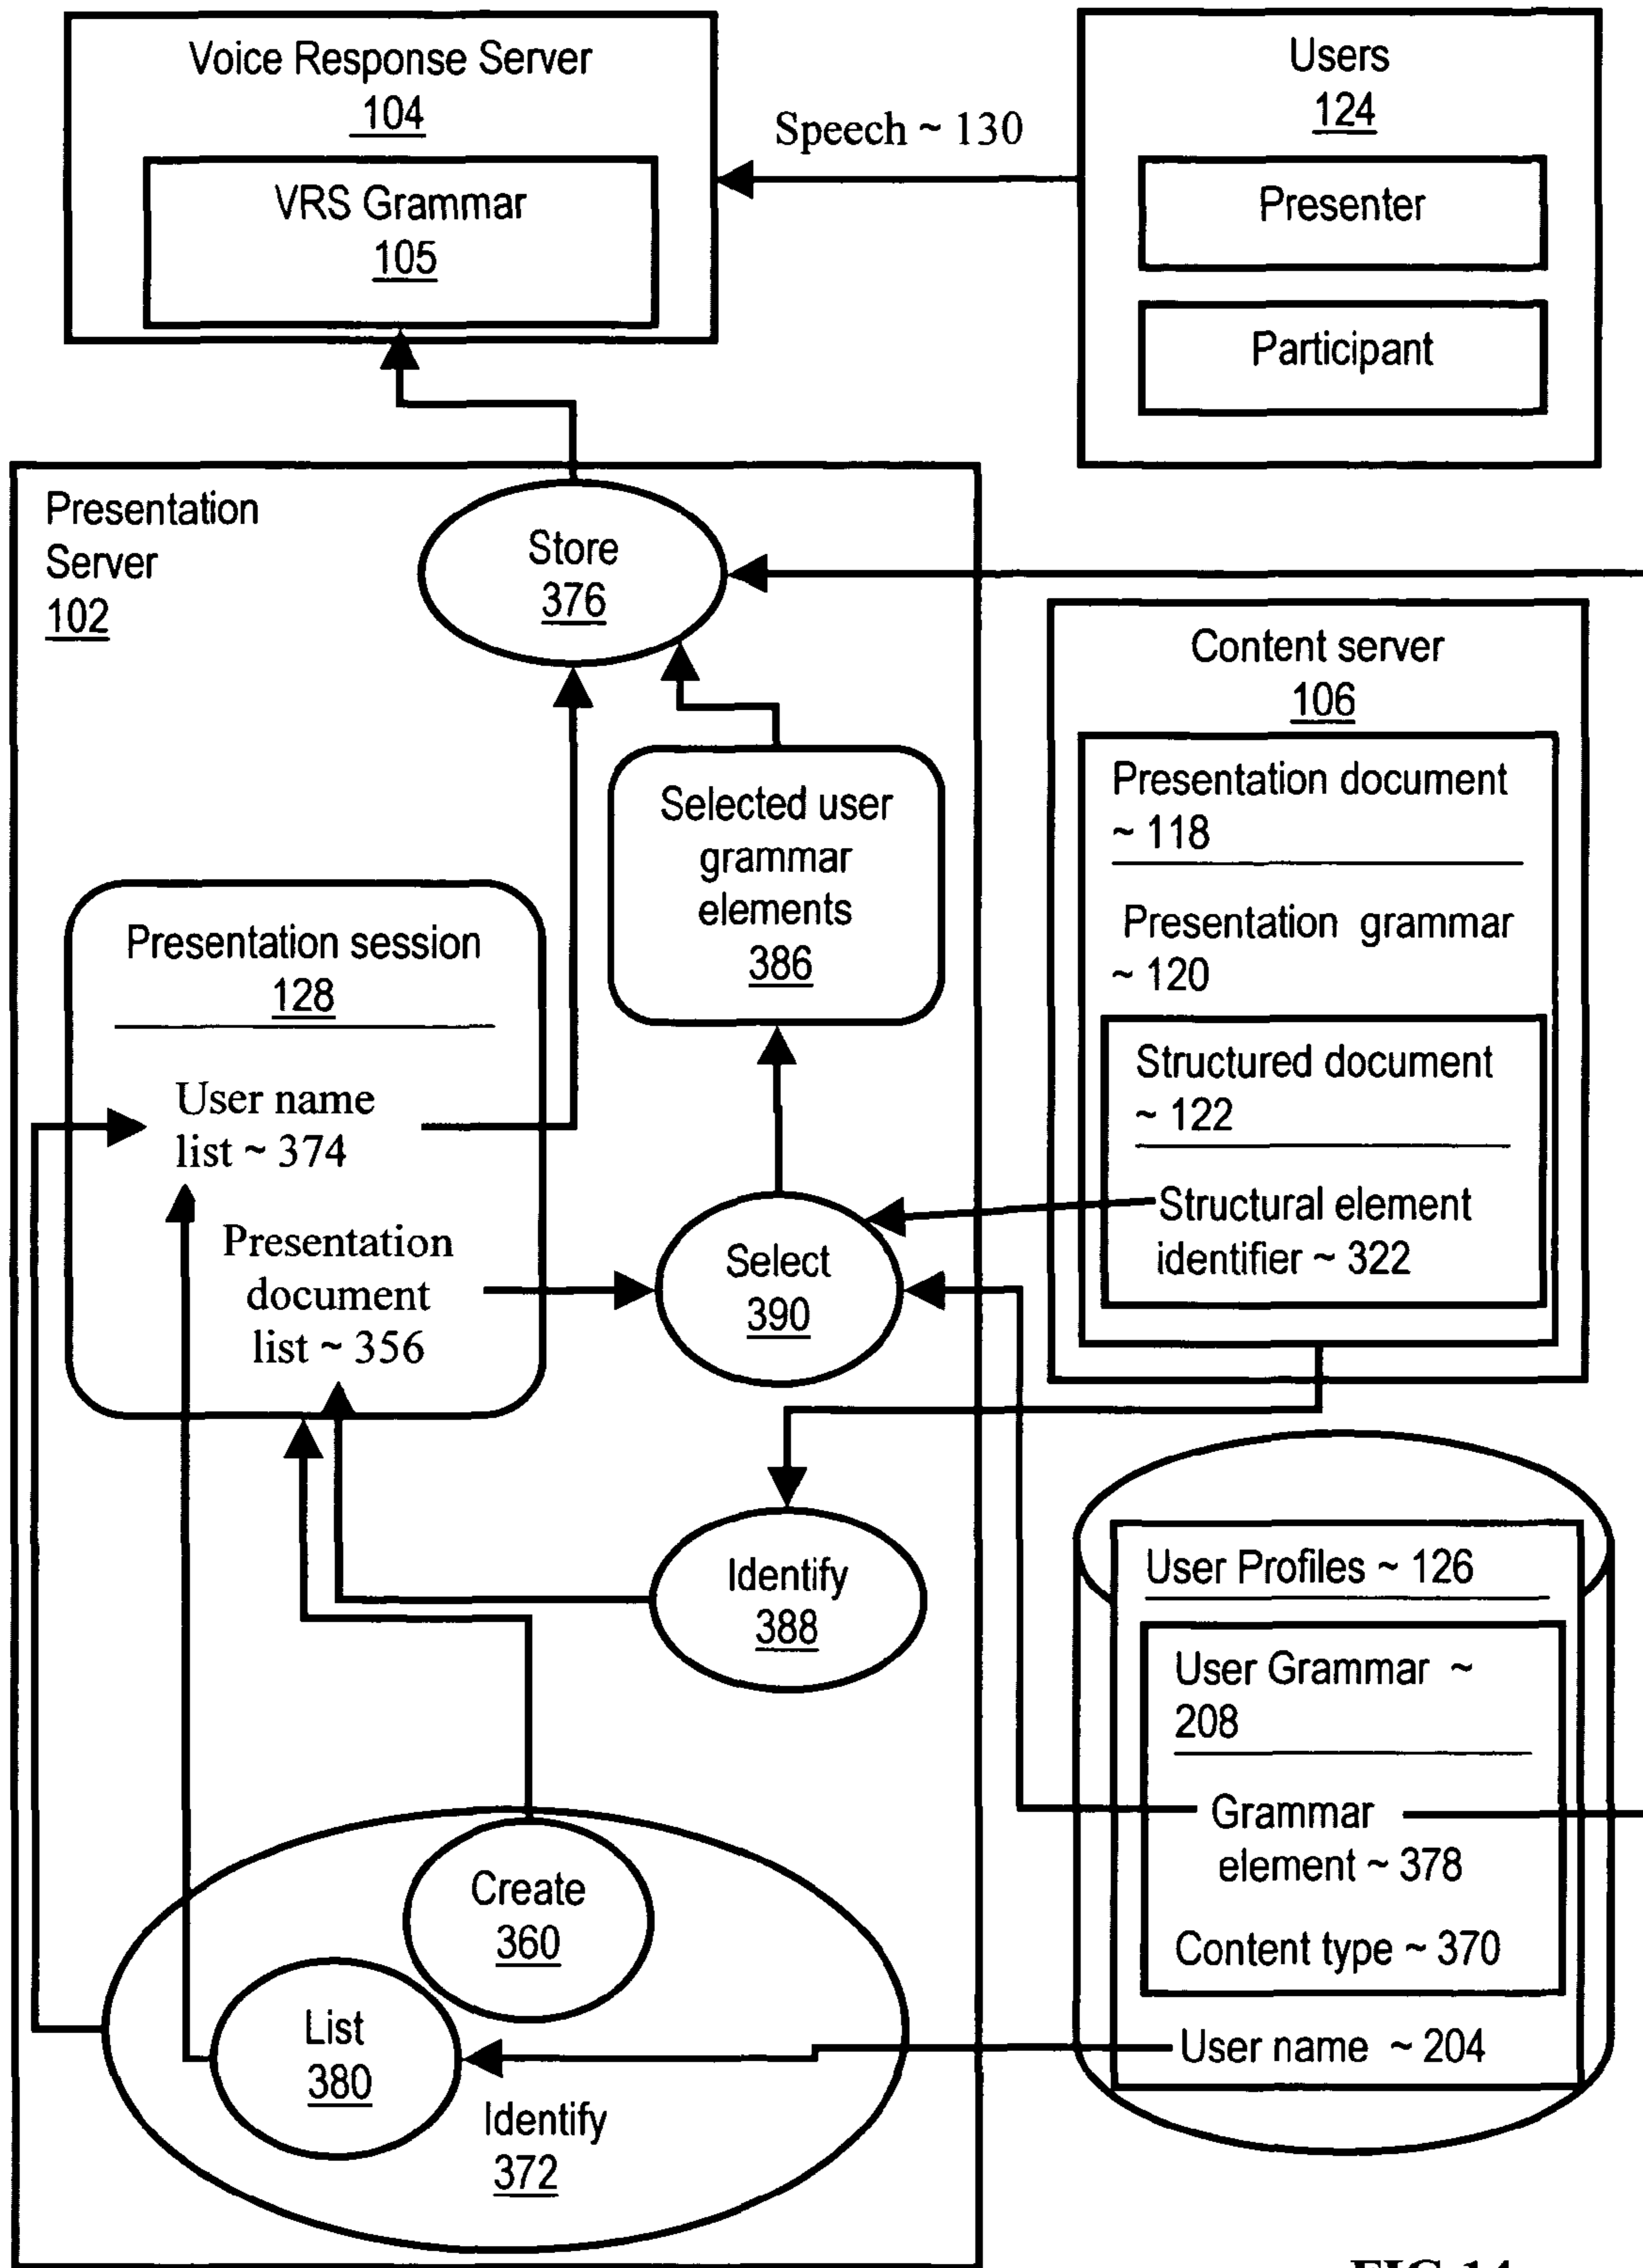 Voice Response Server
104
VRS Grammar
105
Speech ~ 130
Users
124
Presenter
Participant
Presentation
Server
102
Store
376
Selected user
grammar
elements
386
Presentation session
128
User name
list ~ 374
Presentation
document
list ~ 356
Select
390
Identify
388
Create
360
List
380
Identify
372
Content server
106
Presentation document
~ 118
Presentation grammar
~ 120
Structured document
~ 122
Structural element
identifier ~ 322
User Profiles ~ 126
User Grammar ~
208
Grammar
element ~ 378
Content type ~ 370
User name ~ 204
FIG 14